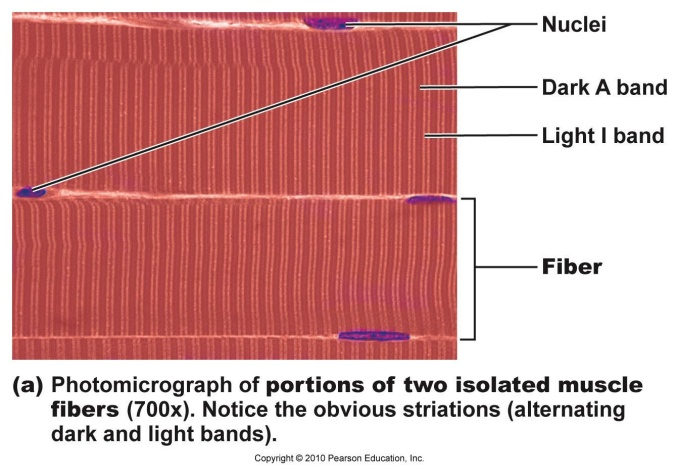 Nuclei
Dark A band
Light I band
Fiber
(a) Photomicrograph of portions of two isolated muscle
fibers (700x). Notice the obvious striations (alternating
dark and light bands).
Copyright © 2010 Pearson Education, Inc.